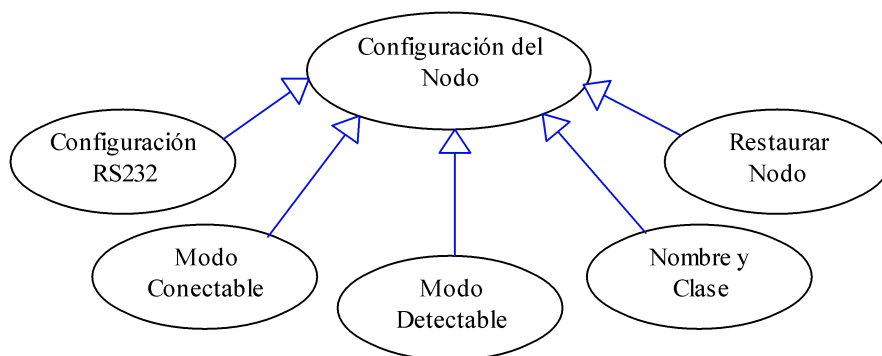 Configuración del
Nodo
Configuración
RS232
Restaurar
Nodo
Modo
Conectable
Modo
Detectable
Nombre y
Clase